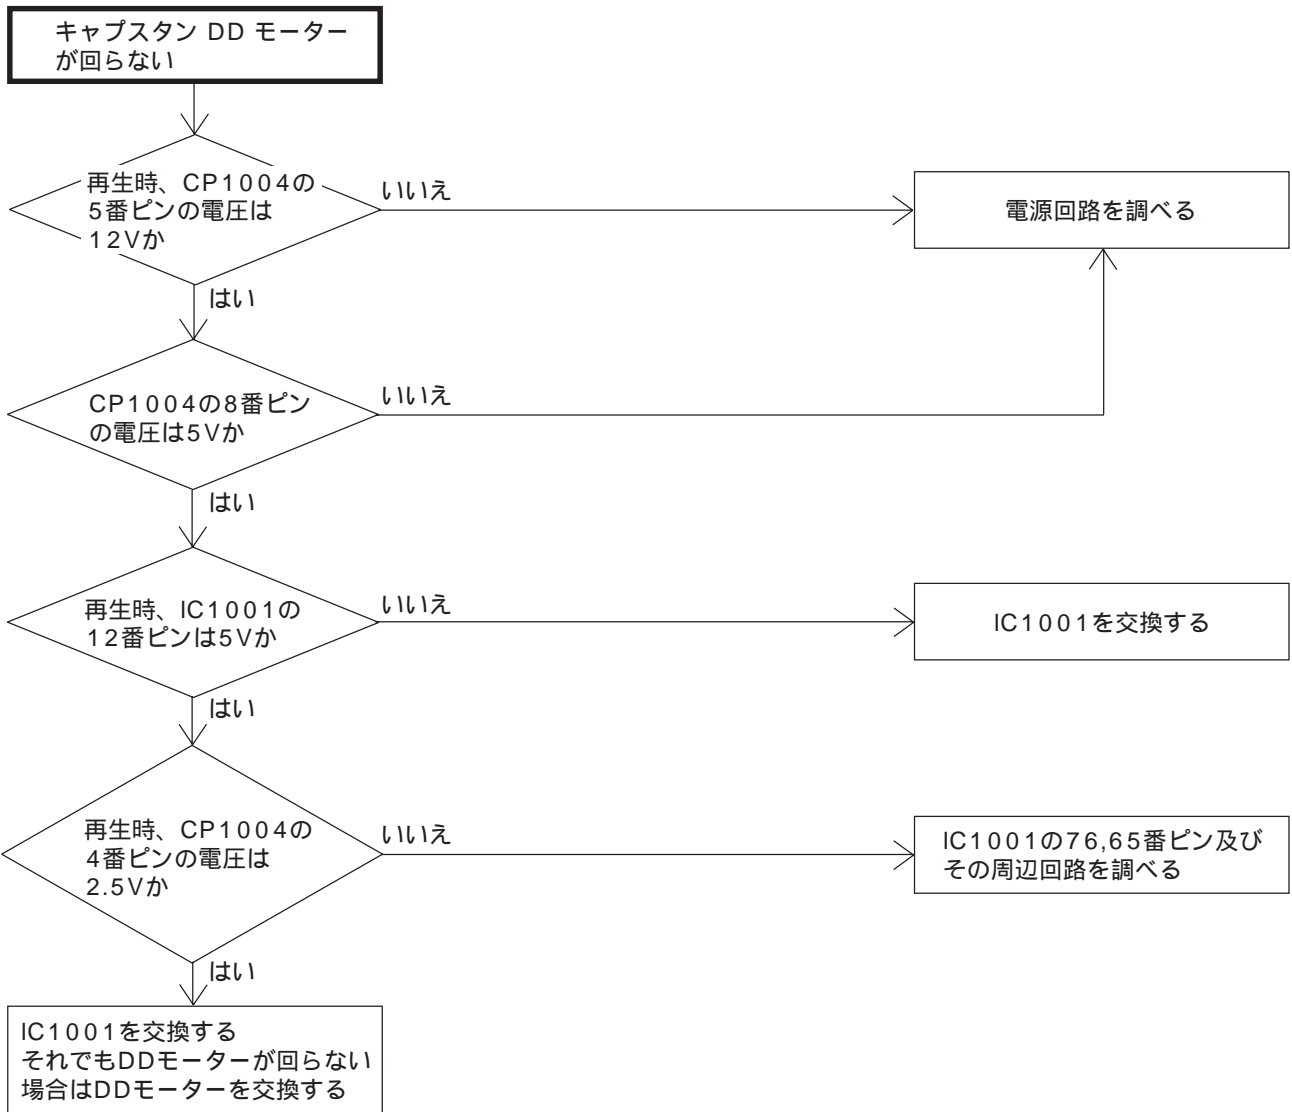 キャプスタン DD モーター
が回らない
再生時、CP1004の
5番ピンの電圧は
12Vか
いいえ
電源回路を調べる
はい
CP1004の8番ピン
の電圧は5Vか
いいえ
はい
再生時、IC1001の
12番ピンは5Vか
いいえ
IC1001を交換する
はい
再生時、CP1004の
4番ピンの電圧は
2.5Vか
いいえ
IC1001の76,65番ピン及び
その周辺回路を調べる
はい
IC1001を交換する
それでもDDモーターが回らない
場合はDDモーターを交換する